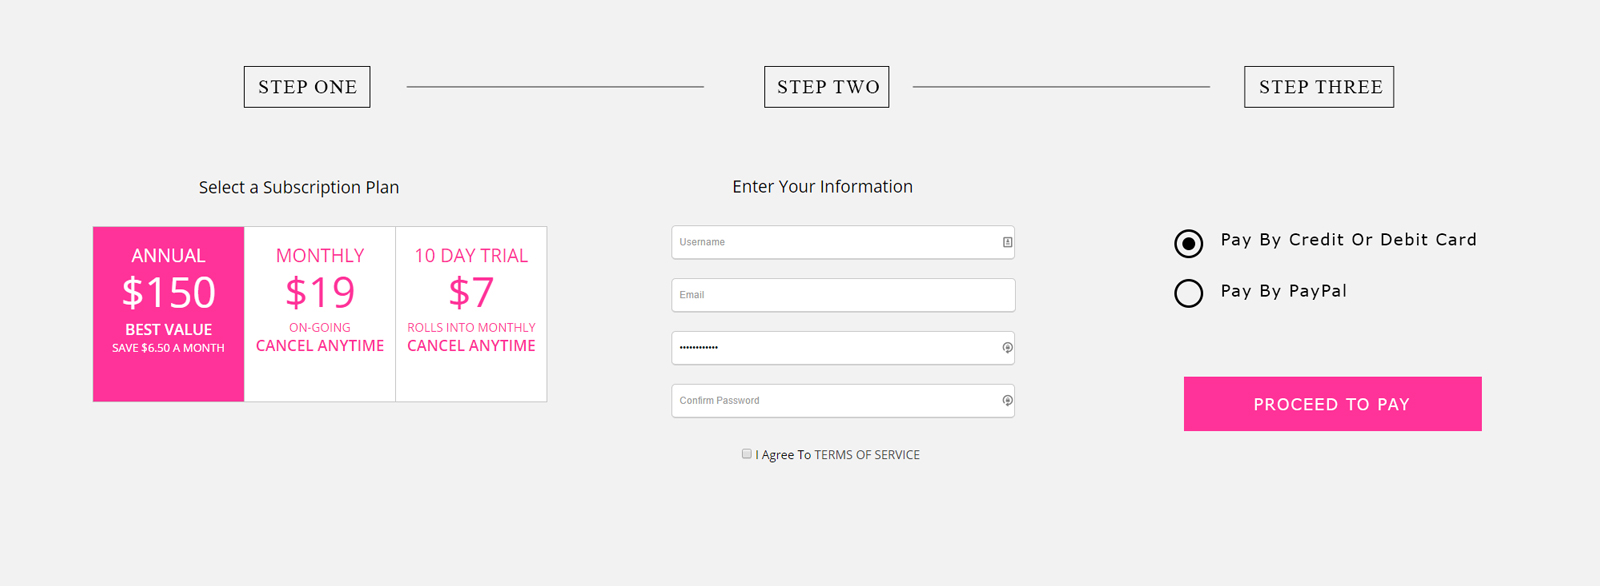 STEP ONE
STEP TWO
STEP THREE
Select a Subscription Plan
ANNUAL
$150
BEST VALUE
SAVE $6.50 A MONTH
MONTHLY
$19
ON-GOING
CANCEL ANYTIME
10 DAY TRIAL
$7
ROLLS INTO MONTHLY
CANCEL ANYTIME
Enter Your Information
Username
Email
••••••••••••
Confirm Password
I Agree To TERMS OF SERVICE
Pay By Credit Or Debit Card
Pay By PayPal
PROCEED TO PAY